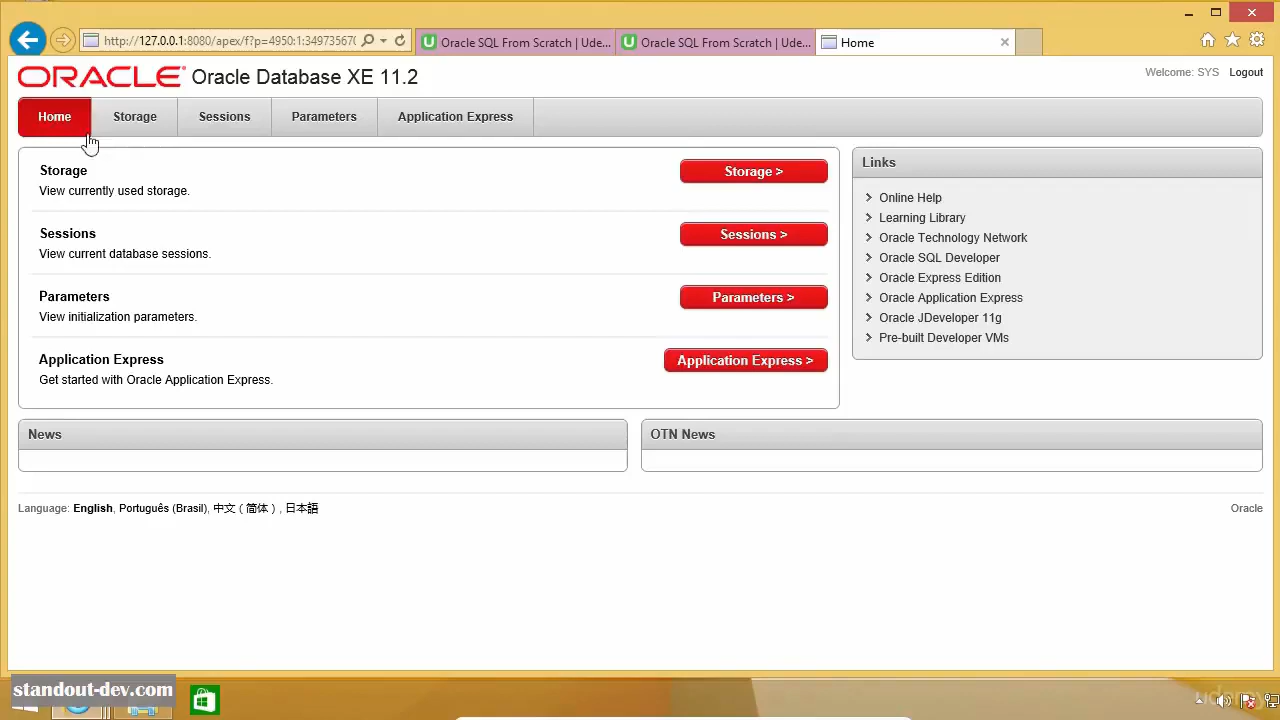 http://127.0.0.1:8080/apex/f?p=4950:1:349735670
Oracle SQL From Scratch | Ude...
Oracle SQL From Scratch | Ude...
Home
ORACLE Oracle Database XE 11.2
Welcome: SYS Logout
Home Storage Sessions Parameters Application Express
Storage
View currently used storage.
Storage >
Sessions
View current database sessions.
Sessions >
Parameters
View initialization parameters.
Parameters >
Application Express
Get started with Oracle Application Express.
Application Express >
Links
Online Help
Learning Library
Oracle Technology Network
Oracle SQL Developer
Oracle Express Edition
Oracle Application Express
Oracle JDeveloper 11g
Pre-built Developer VMs
News
OTN News
Language: English, Português (Brasil), 中文（简体）, 日本語
Oracle
standout-dev.com
udemy